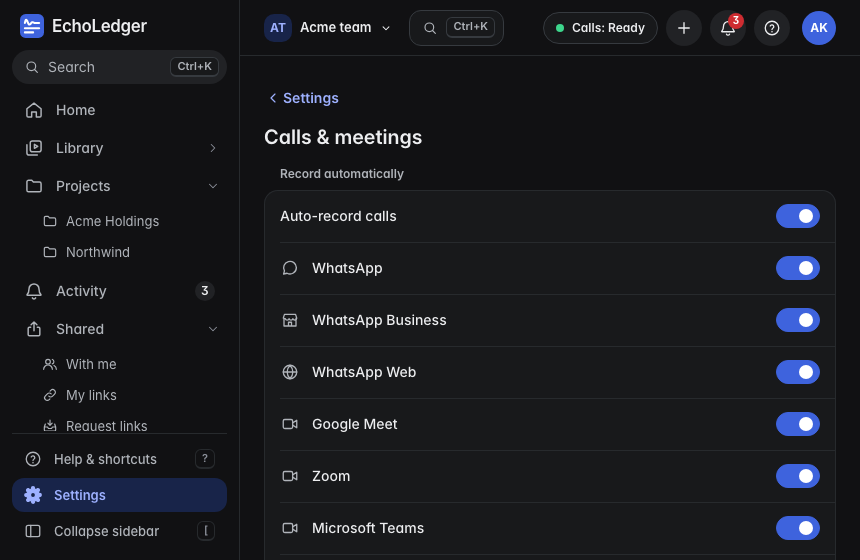 EchoLedger
Search Ctrl+K
Home
Library
Projects
Acme Holdings
Northwind
Activity 3
Shared
With me
My links
Request links
Help & shortcuts ?
Settings
Collapse sidebar [
AT Acme team Ctrl+K Calls: Ready 3 AK
Settings
Calls & meetings
Record automatically
Auto-record calls
WhatsApp
WhatsApp Business
WhatsApp Web
Google Meet
Zoom
Microsoft Teams